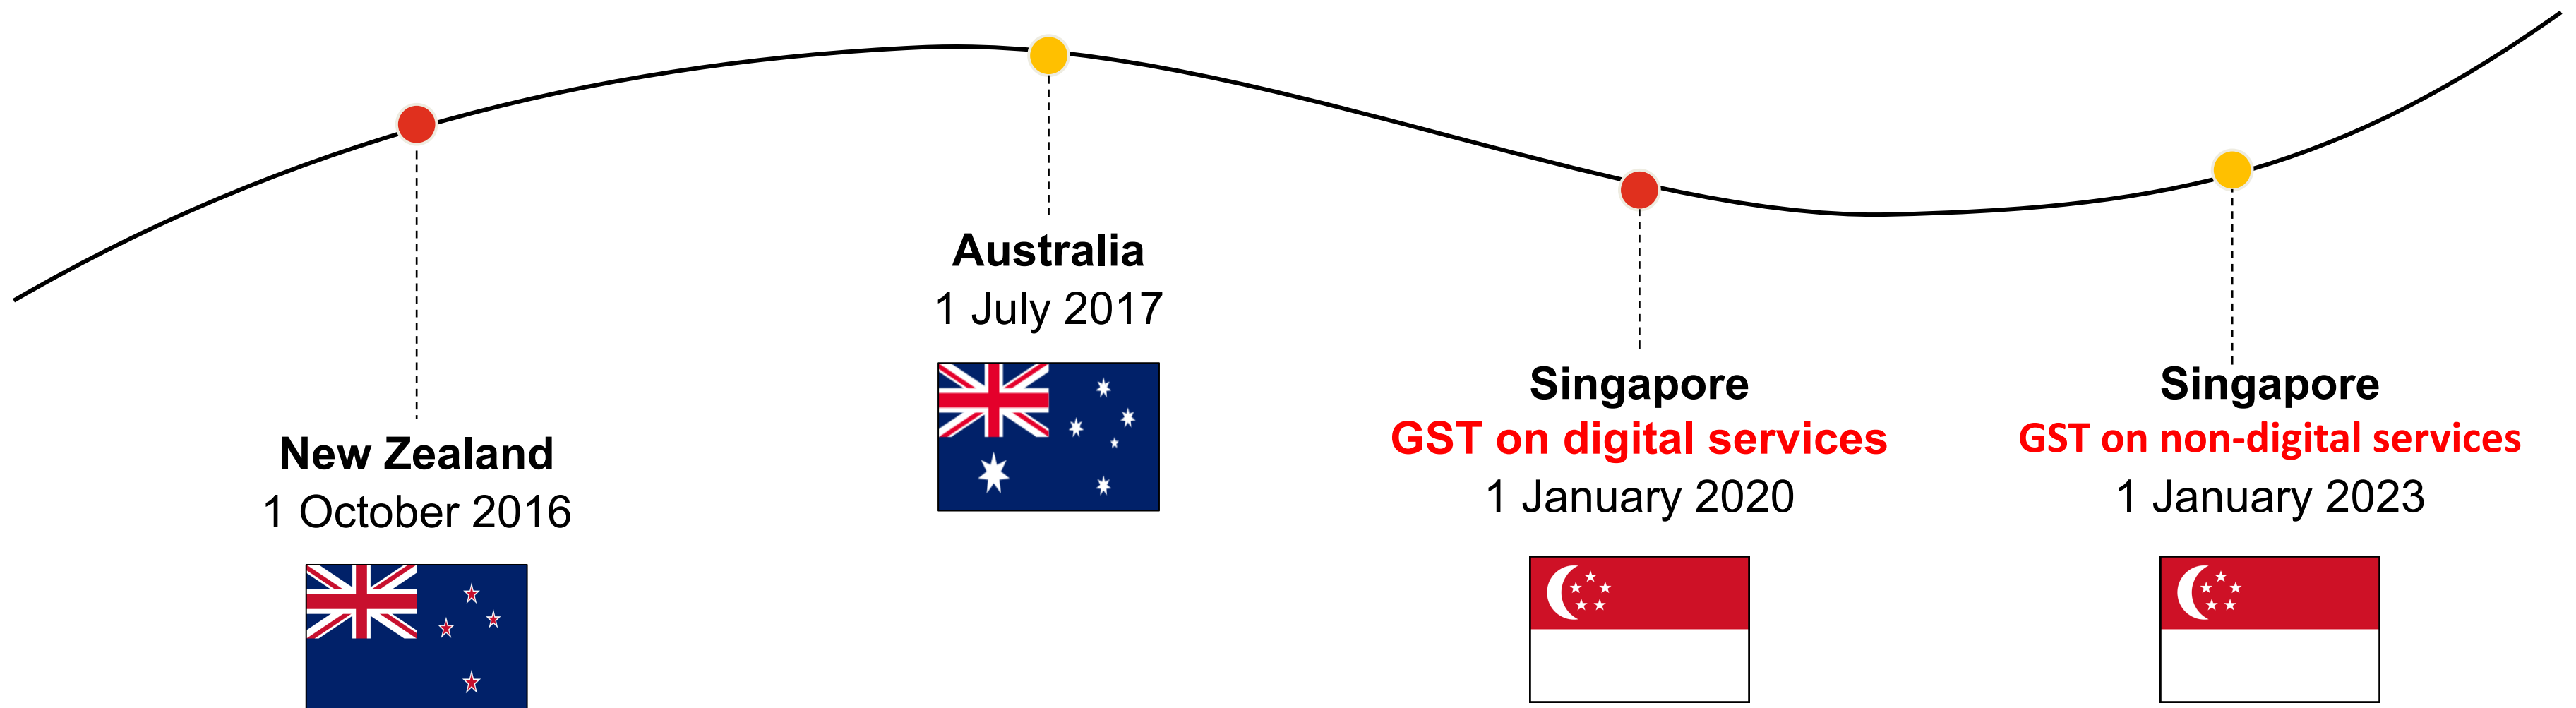 New Zealand
1 October 2016
Australia
1 July 2017
Singapore
GST on digital services
1 January 2020
Singapore
GST on non-digital services
1 January 2023